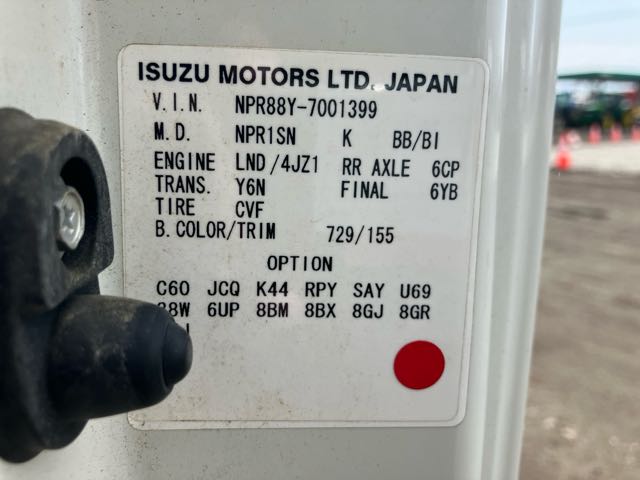 ISUZU MOTORS LTD. JAPAN
V.I.N. NPR88Y-7001399
M.D. NPR1SN K BB/BI
ENGINE LND/4JZ1 RR AXLE 6CP
TRANS. Y6N FINAL 6YB
TIRE CVF
B.COLOR/TRIM 729/155
OPTION
C60 JCQ K44 RPY SAY U69
6UP 8BM 8BX 8GJ 8GR